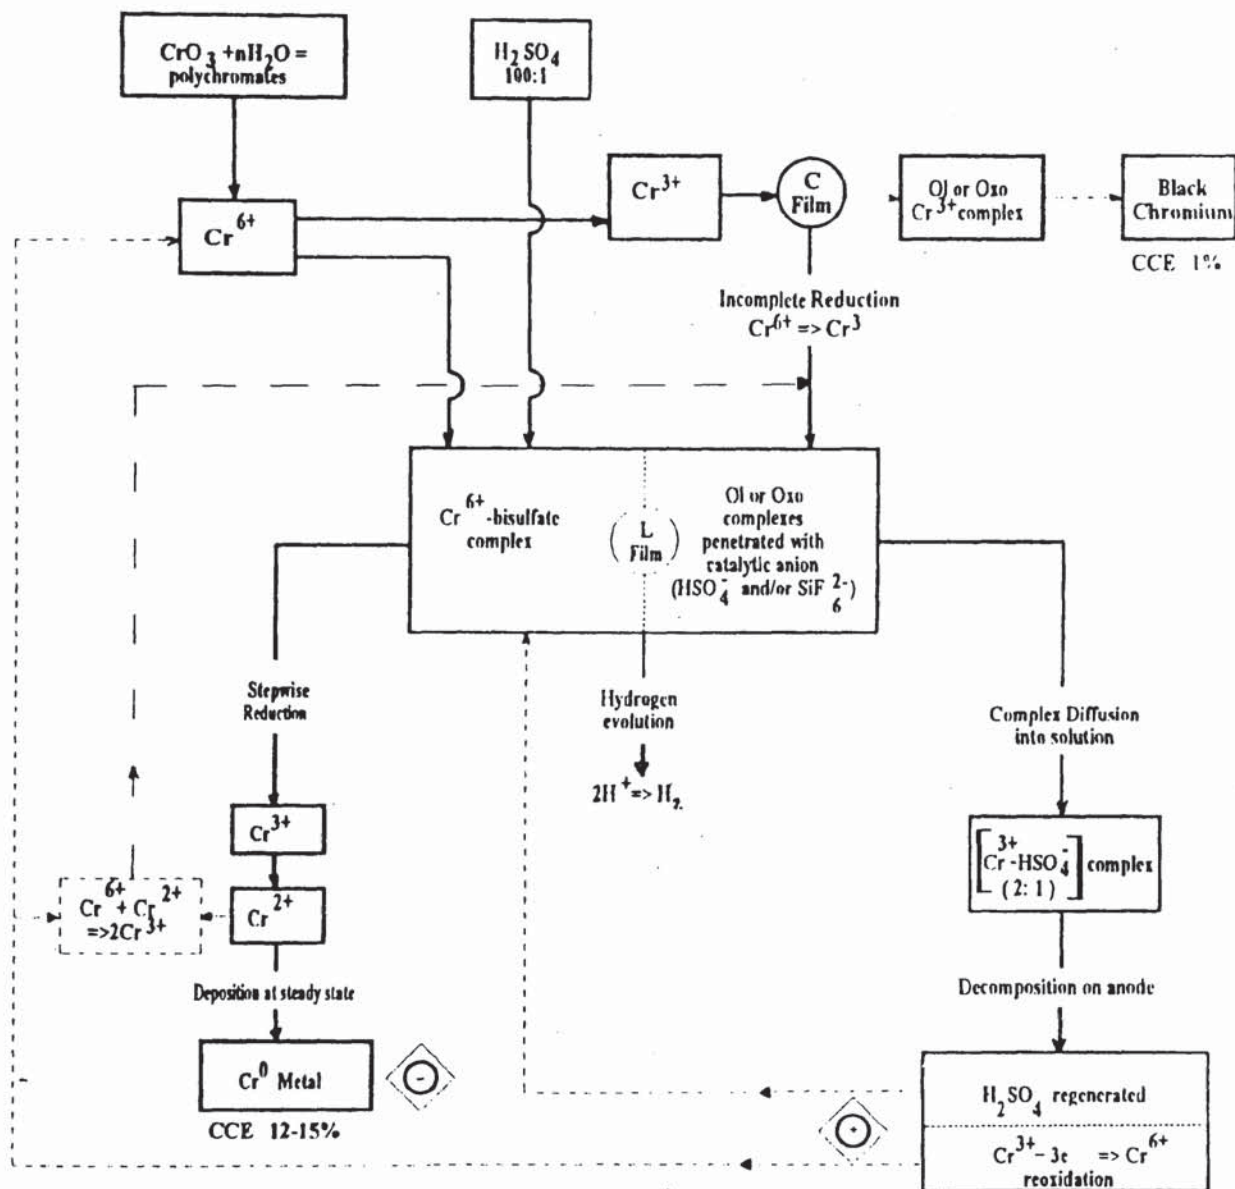 CrO3 +nH2O =
polychromates
H2SO4
100:1
Cr6+
Cr3+
C
Film
Ol or Oxo
Cr3+ complex
Black
Chromium
CCE 1%
Incomplete Reduction
Cr6+ => Cr3
Cr6+ -bisulfate
complex
( L
Film )
Ol or Oxo
complexes
penetrated with
catalytic anion
(HSO4- and/or SiF6 2-)
Stepwise
Reduction
Hydrogen
evolution
2H+ => H2
Complex Diffusion
into solution
Cr3+
Cr2+
Cr6+ + Cr2+
=>2Cr3+
[Cr3+ -HSO4-] complex
(2:1)
Deposition at steady state
Decomposition on anode
Cr0 Metal
CCE 12-15%
-
+
H2SO4 regenerated
Cr3+ - 3e => Cr6+
reoxidation